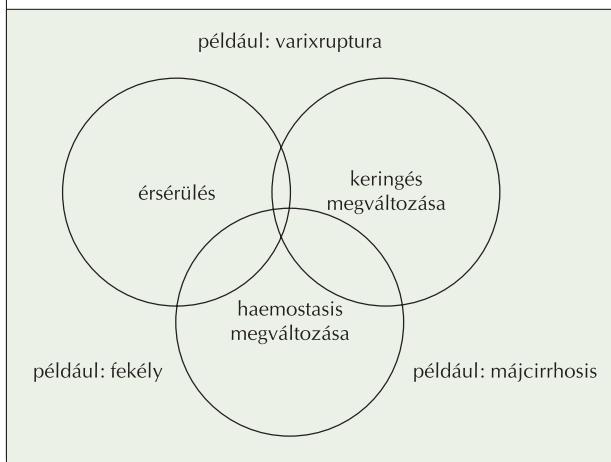 például: varixruptura
érsérülés
keringés
megváltozása
haemostasis
megváltozása
például: fekély
például: májcirrhosis